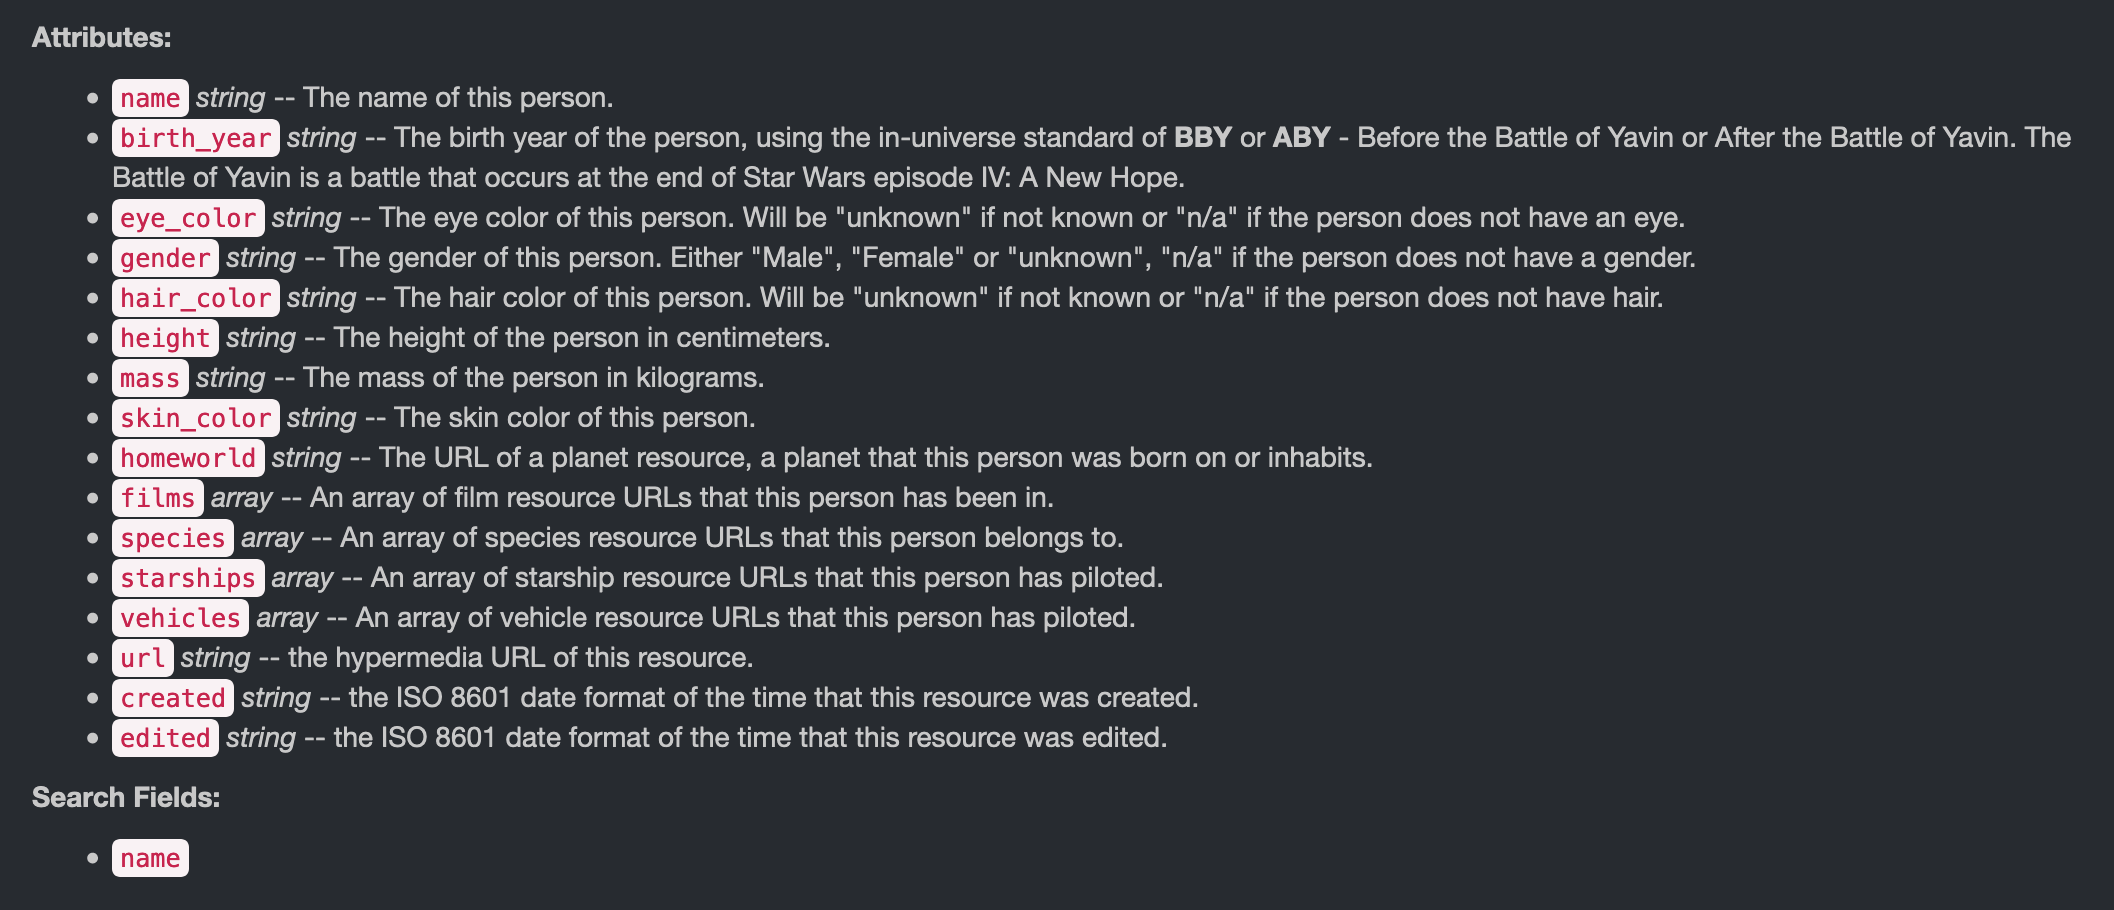 Attributes:
name string -- The name of this person.
birth_year string -- The birth year of the person, using the in-universe standard of BBY or ABY - Before the Battle of Yavin or After the Battle of Yavin. The
Battle of Yavin is a battle that occurs at the end of Star Wars episode IV: A New Hope.
eye_color string -- The eye color of this person. Will be "unknown" if not known or "n/a" if the person does not have an eye.
gender string -- The gender of this person. Either "Male", "Female" or "unknown", "n/a" if the person does not have a gender.
hair_color string -- The hair color of this person. Will be "unknown" if not known or "n/a" if the person does not have hair.
height string -- The height of the person in centimeters.
mass string -- The mass of the person in kilograms.
skin_color string -- The skin color of this person.
homeworld string -- The URL of a planet resource, a planet that this person was born on or inhabits.
films array -- An array of film resource URLs that this person has been in.
species array -- An array of species resource URLs that this person belongs to.
starships array -- An array of starship resource URLs that this person has piloted.
vehicles array -- An array of vehicle resource URLs that this person has piloted.
url string -- the hypermedia URL of this resource.
created string -- the ISO 8601 date format of the time that this resource was created.
edited string -- the ISO 8601 date format of the time that this resource was edited.
Search Fields:
name